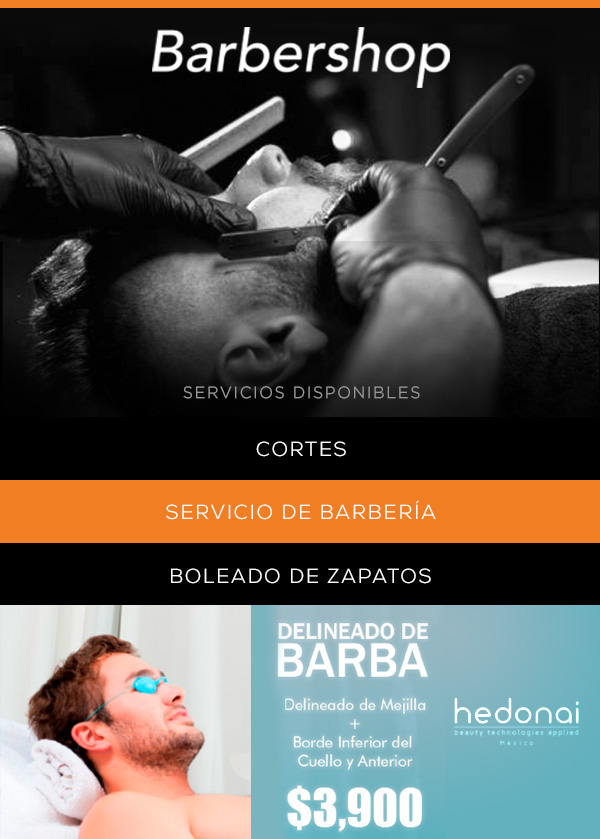 Barbershop
SERVICIOS DISPONIBLES
CORTES
SERVICIO DE BARBERÍA
BOLEADO DE ZAPATOS
DELINEADO DE
BARBA
Delineado de Mejilla
+
Borde Inferior del
Cuello y Anterior
$3,900
hedonai
beauty technologies applied
México